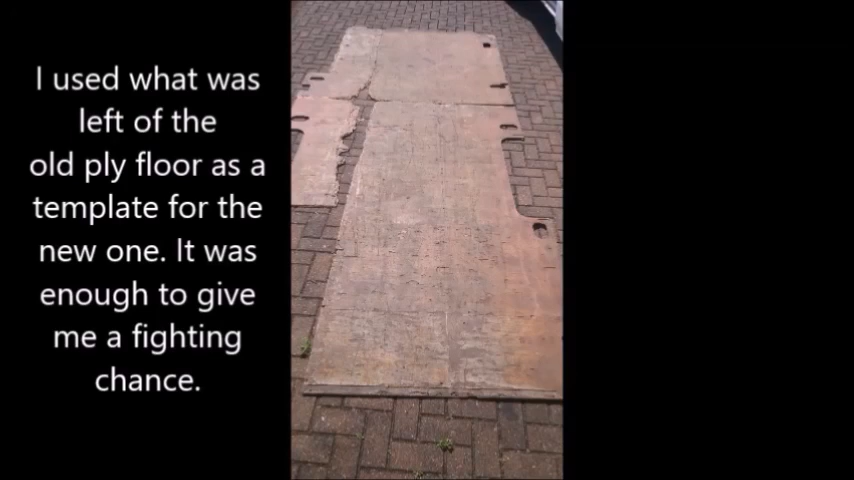 I used what was
left of the
old ply floor as a
template for the
new one. It was
enough to give
me a fighting
chance.